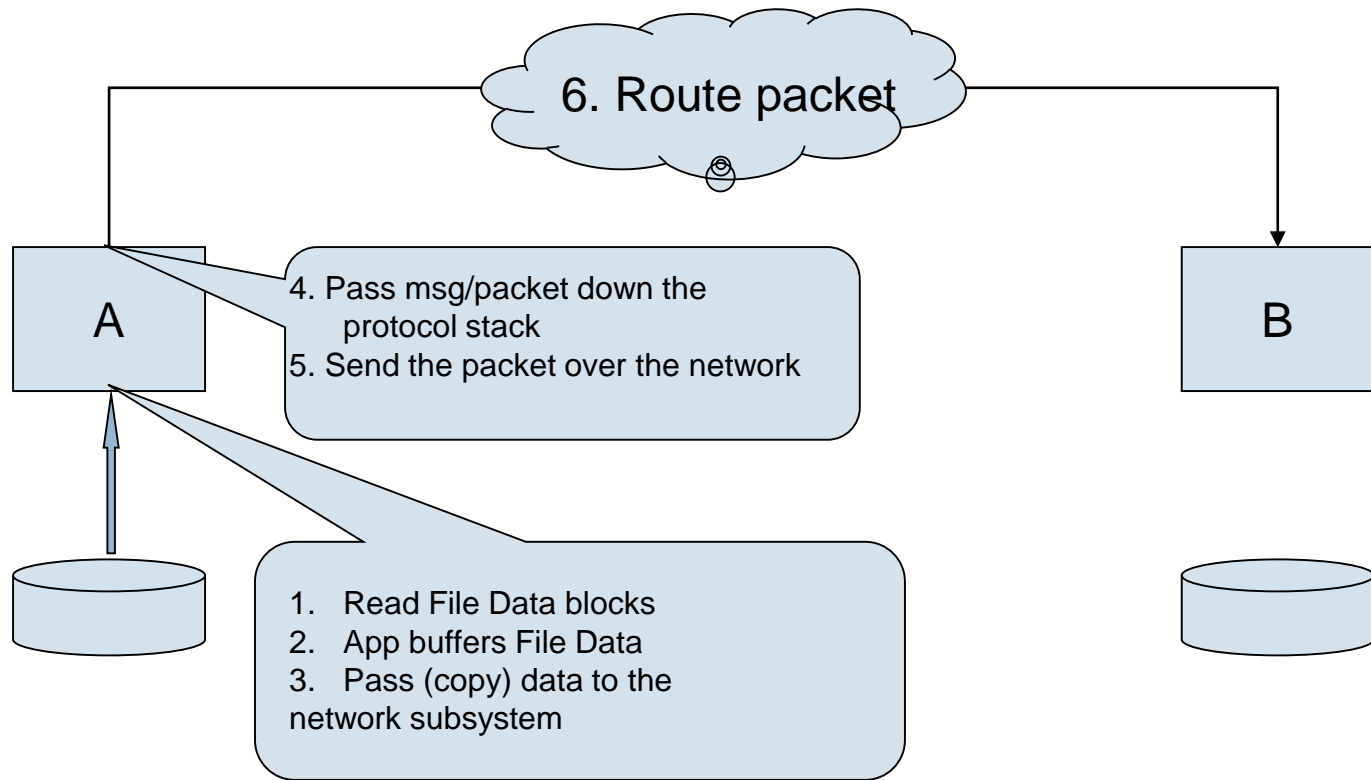 6. Route packet
A
4. Pass msg/packet down the
protocol stack
5. Send the packet over the network
B
1. Read File Data blocks
2. App buffers File Data
3. Pass (copy) data to the
network subsystem